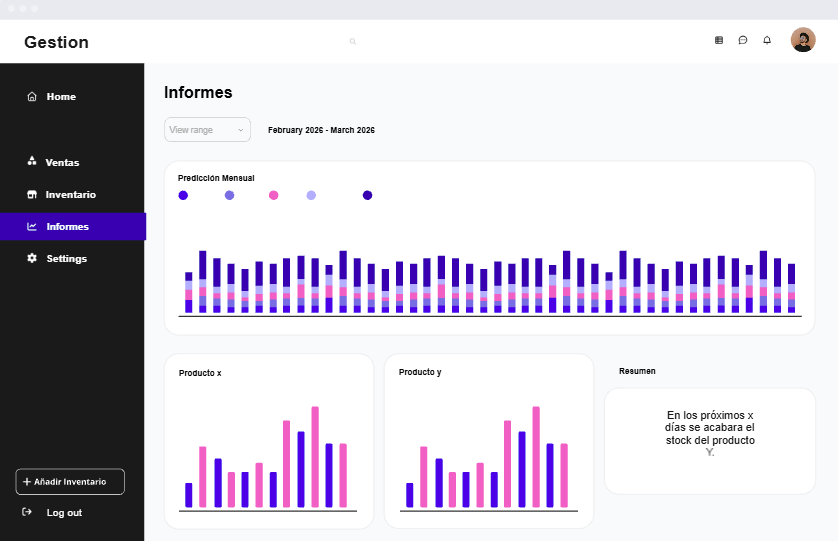 Gestion
Home
Ventas
Inventario
Informes
Settings
+ Añadir Inventario
Log out
Informes
View range
February 2026 - March 2026
Predicción Mensual
Producto x
Producto y
Resumen
En los próximos x
días se acabara el
stock del producto
Y.